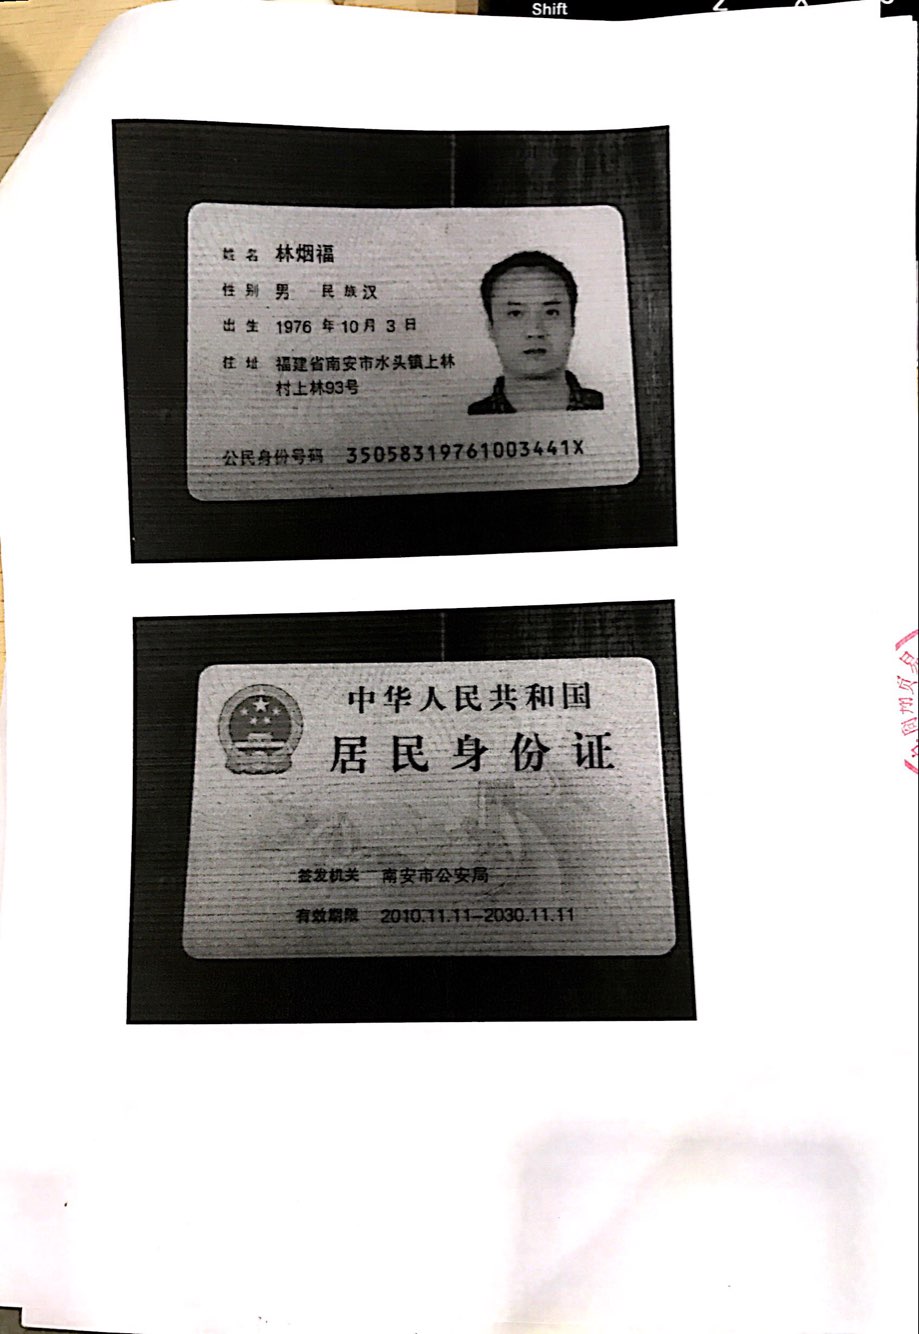 Shift
姓名 林烟福
性别 男 民族 汉
出生 1976 年 10 月 3 日
住址 福建省南安市水头镇上林
村上林93号
公民身份号码 35058319761003441X
中华人民共和国
居民身份证
签发机关 南安市公安局
有效期限 2010.11.11-2030.11.11